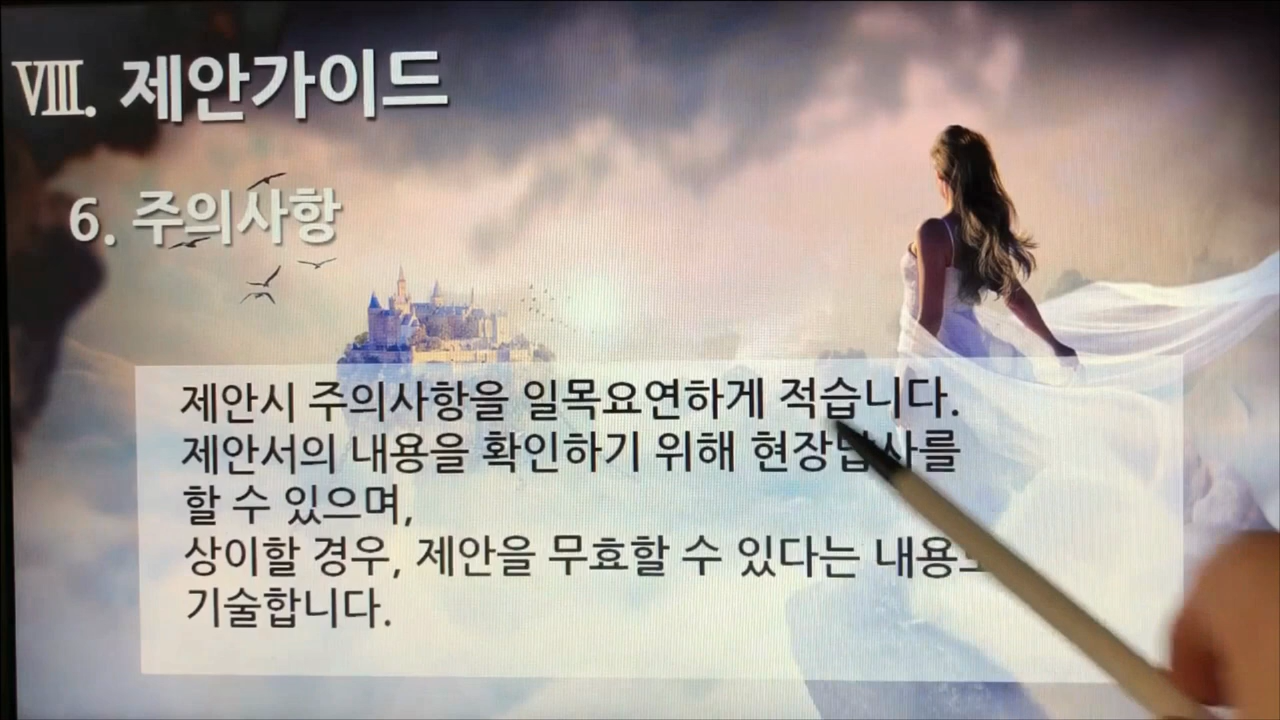 Ⅷ. 제안가이드
6. 주의사항
제안시 주의사항을 일목요연하게 적습니다.
제안서의 내용을 확인하기 위해 현장답사를
할 수 있으며,
상이할 경우, 제안을 무효할 수 있다는 내용도
기술합니다.